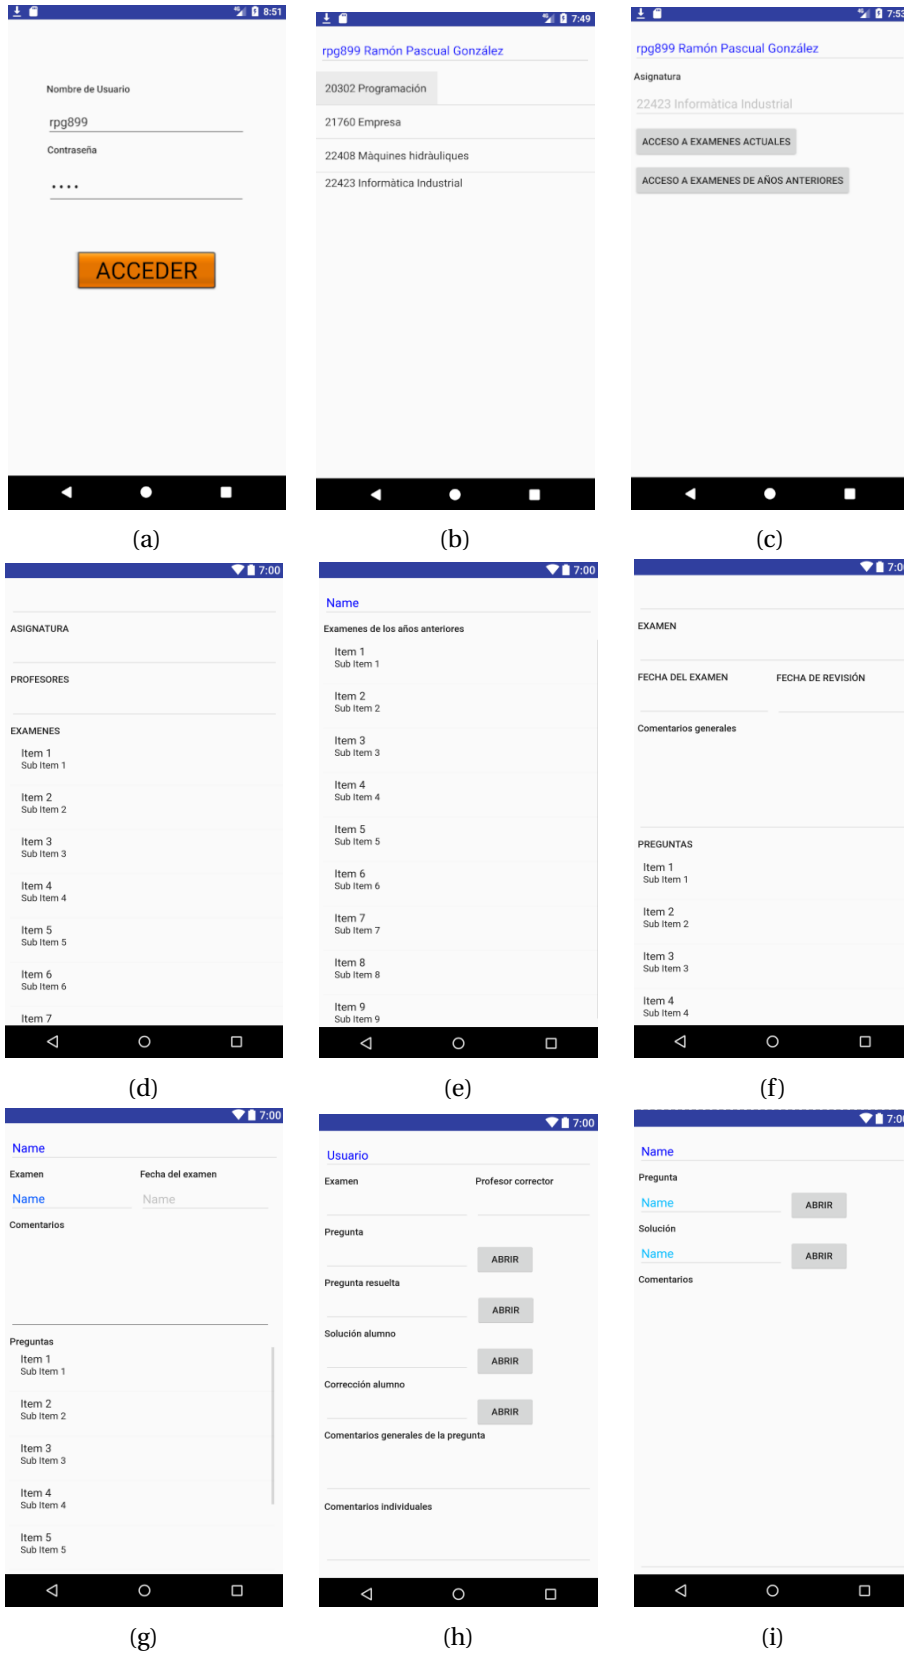 8:51
Nombre de Usuario
rpg899
Contraseña
....
ACCEDER
(a)
7:49
rpg899 Ramón Pascual González
20302 Programación
21760 Empresa
22408 Màquines hidràuliques
22423 Informàtica Industrial
(b)
7:53
rpg899 Ramón Pascual González
Asignatura
22423 Informàtica Industrial
ACCESO A EXAMENES ACTUALES
ACCESO A EXAMENES DE AÑOS ANTERIORES
(c)
7:00
ASIGNATURA
PROFESORES
EXAMENES
Item 1
Sub Item 1
Item 2
Sub Item 2
Item 3
Sub Item 3
Item 4
Sub Item 4
Item 5
Sub Item 5
Item 6
Sub Item 6
Item 7
(d)
7:00
Name
Examenes de los años anteriores
Item 1
Sub Item 1
Item 2
Sub Item 2
Item 3
Sub Item 3
Item 4
Sub Item 4
Item 5
Sub Item 5
Item 6
Sub Item 6
Item 7
Sub Item 7
Item 8
Sub Item 8
Item 9
Sub Item 9
(e)
7:00
EXAMEN
FECHA DEL EXAMEN FECHA DE REVISIÓN
Comentarios generales
PREGUNTAS
Item 1
Sub Item 1
Item 2
Sub Item 2
Item 3
Sub Item 3
Item 4
Sub Item 4
(f)
7:00
Name
Examen Fecha del examen
Name Name
Comentarios
Preguntas
Item 1
Sub Item 1
Item 2
Sub Item 2
Item 3
Sub Item 3
Item 4
Sub Item 4
Item 5
Sub Item 5
(g)
7:00
Usuario
Examen Profesor corrector
Pregunta
ABRIR
Pregunta resuelta
ABRIR
Solución alumno
ABRIR
Corrección alumno
ABRIR
Comentarios generales de la pregunta
Comentarios individuales
(h)
7:00
Name
Pregunta
Name ABRIR
Solución
Name ABRIR
Comentarios
(i)